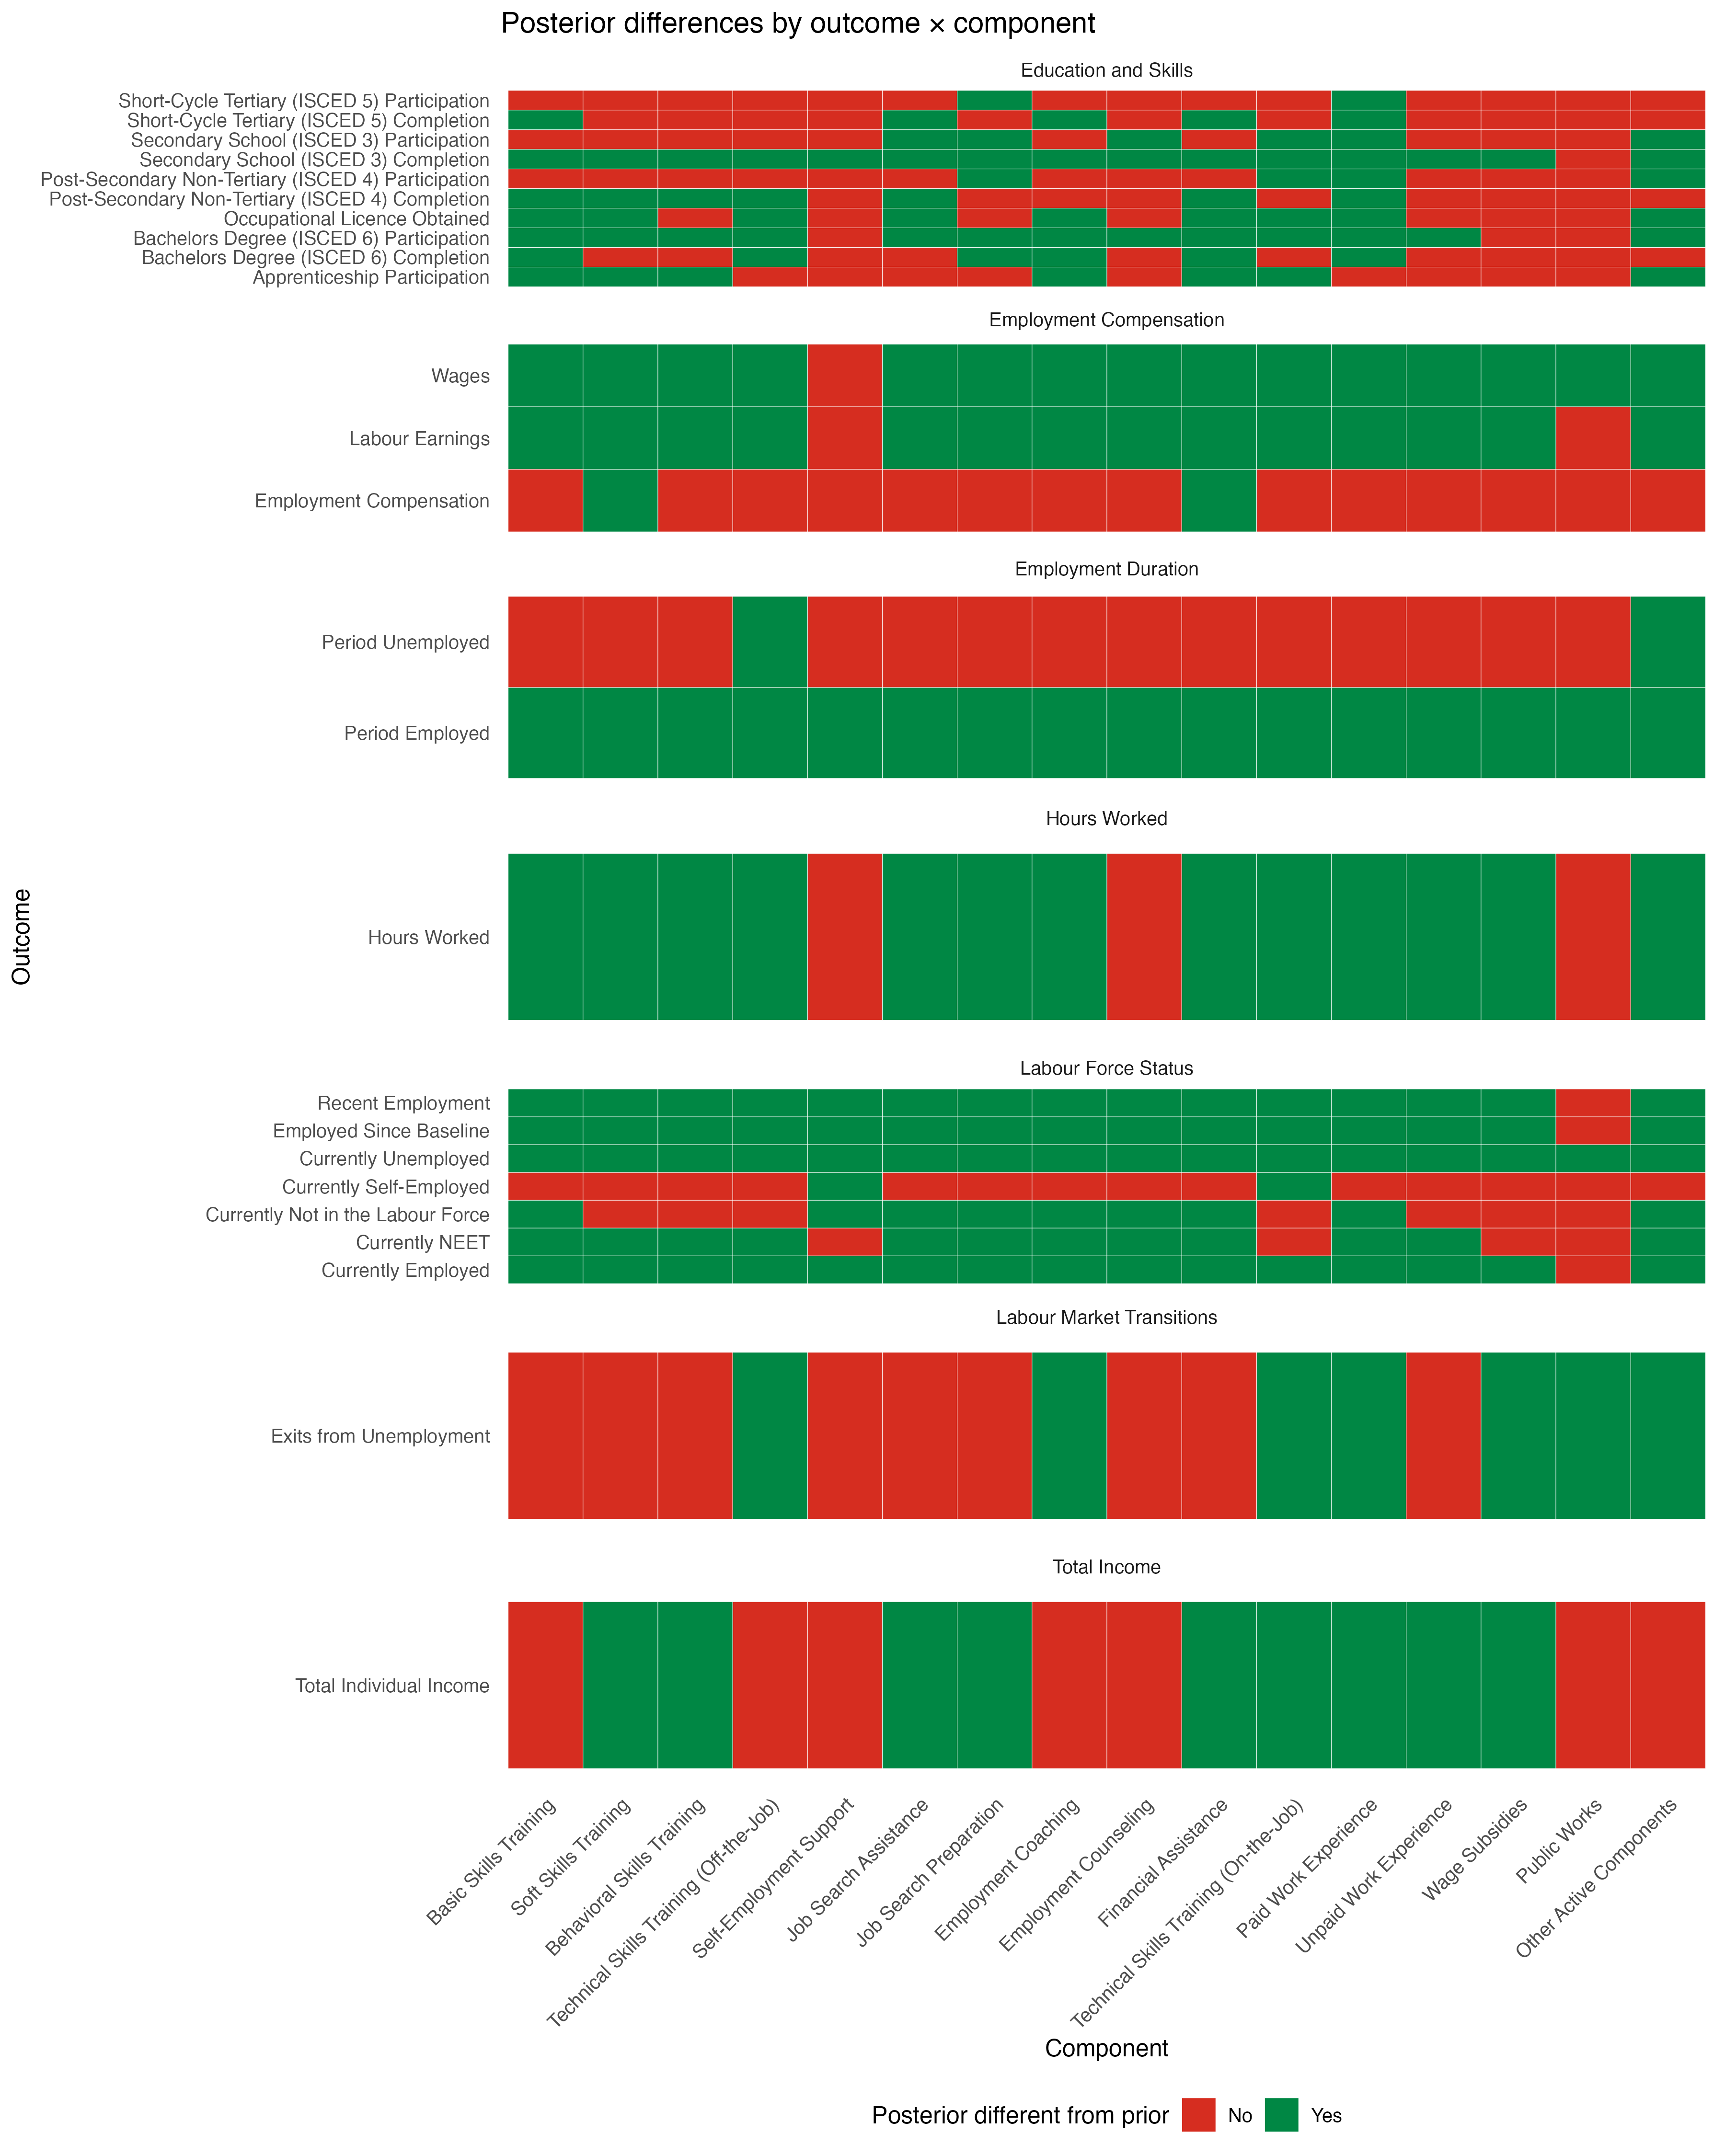 Posterior differences by outcome × component
Education and Skills
Short-Cycle Tertiary (ISCED 5) Participation
Short-Cycle Tertiary (ISCED 5) Completion
Secondary School (ISCED 3) Participation
Secondary School (ISCED 3) Completion
Post-Secondary Non-Tertiary (ISCED 4) Participation
Post-Secondary Non-Tertiary (ISCED 4) Completion
Occupational Licence Obtained
Bachelors Degree (ISCED 6) Participation
Bachelors Degree (ISCED 6) Completion
Apprenticeship Participation
Employment Compensation
Wages
Labour Earnings
Employment Compensation
Employment Duration
Period Unemployed
Period Employed
Hours Worked
Hours Worked
Outcome
Labour Force Status
Recent Employment
Employed Since Baseline
Currently Unemployed
Currently Self-Employed
Currently Not in the Labour Force
Currently NEET
Currently Employed
Labour Market Transitions
Exits from Unemployment
Total Income
Total Individual Income
Basic Skills Training
Soft Skills Training
Behavioral Skills Training
Technical Skills Training (Off-the-Job)
Self-Employment Support
Job Search Assistance
Job Search Preparation
Employment Coaching
Employment Counseling
Financial Assistance
Technical Skills Training (On-the-Job)
Paid Work Experience
Unpaid Work Experience
Wage Subsidies
Public Works
Other Active Components
Component
Posterior different from prior No Yes